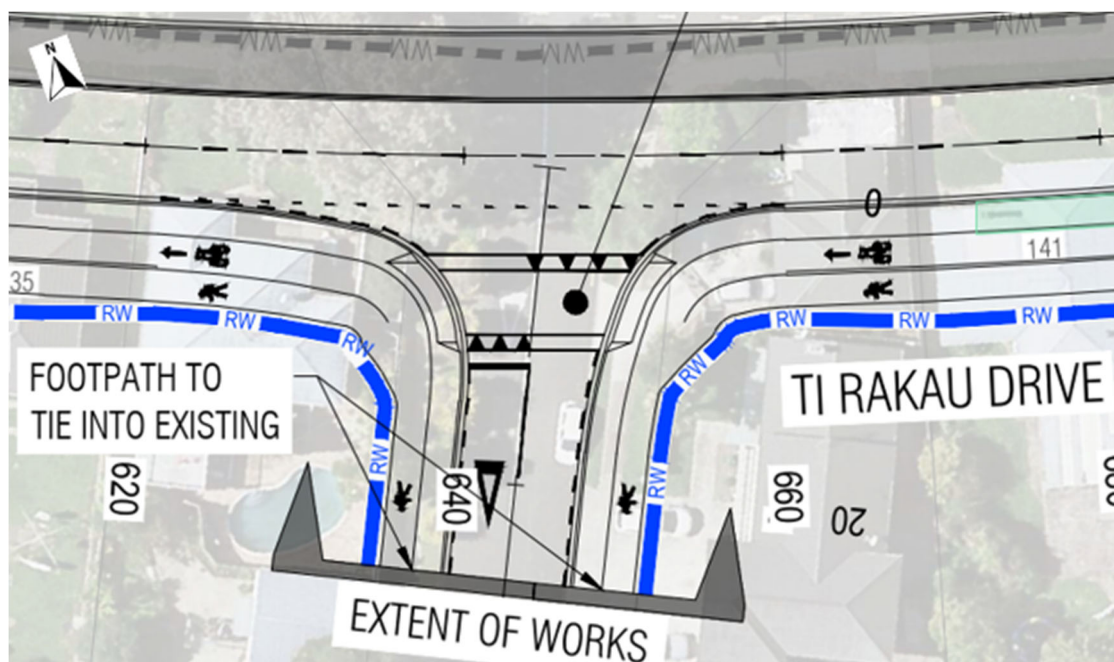 N
0
141
35
RW
RW
RW
RW
RW
RW
RW
FOOTPATH TO
TIE INTO EXISTING
TI RAKAU DRIVE
RW
RW
620
640
660
20
EXTENT OF WORKS